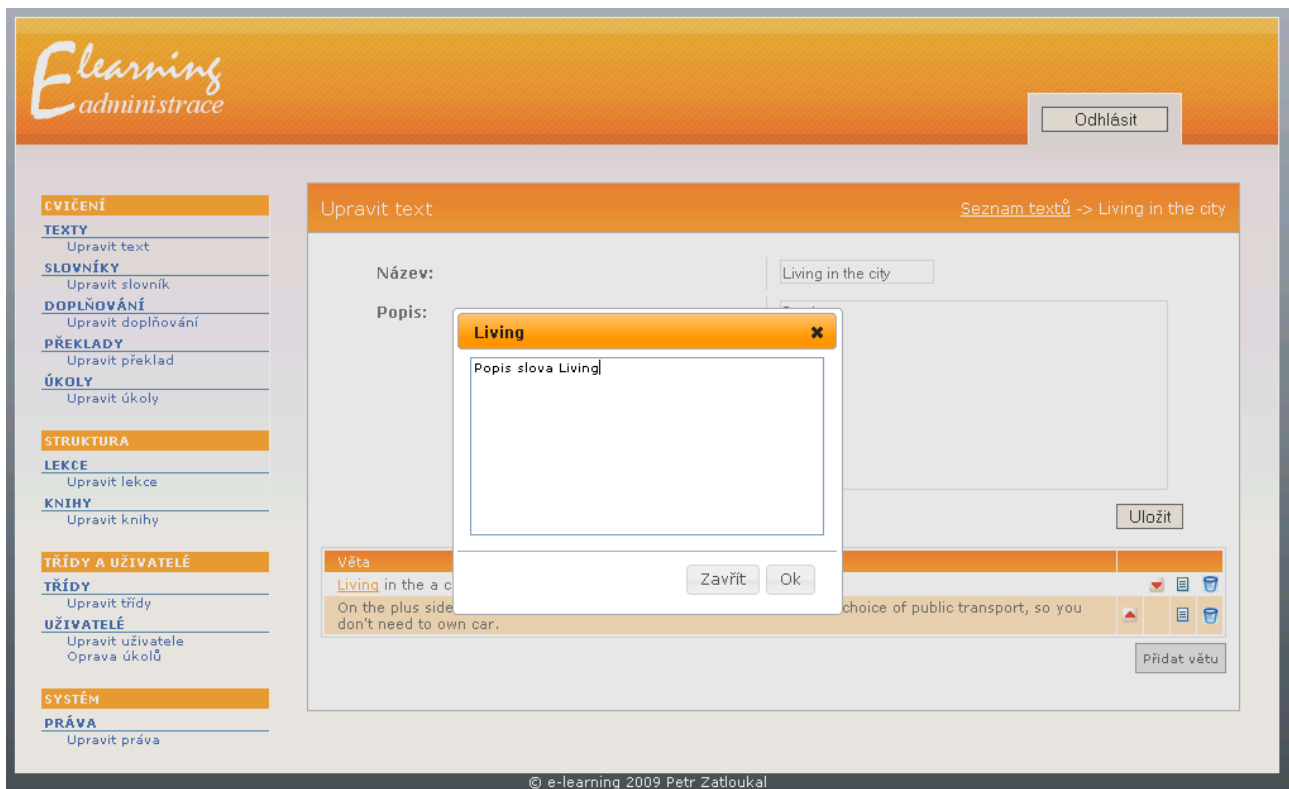 Elearning
administrace
Odhlásit
CVIČENÍ
TEXTY
Upravit text
SLOVNÍKY
Upravit slovník
DOPLŇOVÁNÍ
Upravit doplňování
PŘEKLADY
Upravit překlad
ÚKOLY
Upravit úkoly
STRUKTURA
LEKCE
Upravit lekce
KNIHY
Upravit knihy
TŘÍDY A UŽIVATELÉ
TŘÍDY
Upravit třídy
UŽIVATELÉ
Upravit uživatele
Oprava úkolů
SYSTÉM
PRÁVA
Upravit práva
Upravit text
Seznam textů -> Living in the city
Název:
Living in the city
Popis:
Living
Popis slova Living
Zavřít
Ok
Uložit
Věta
Living in the a c
On the plus side choice of public transport, so you
don't need to own car.
Přidat větu
© e-learning 2009 Petr Zatloukal